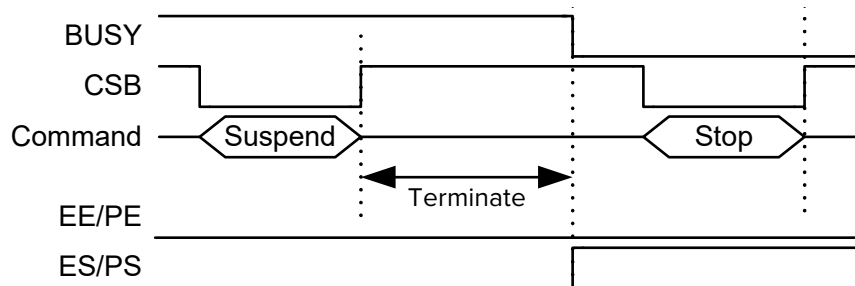 BUSY
CSB
Command
Suspend
Stop
Terminate
EE/PE
ES/PS